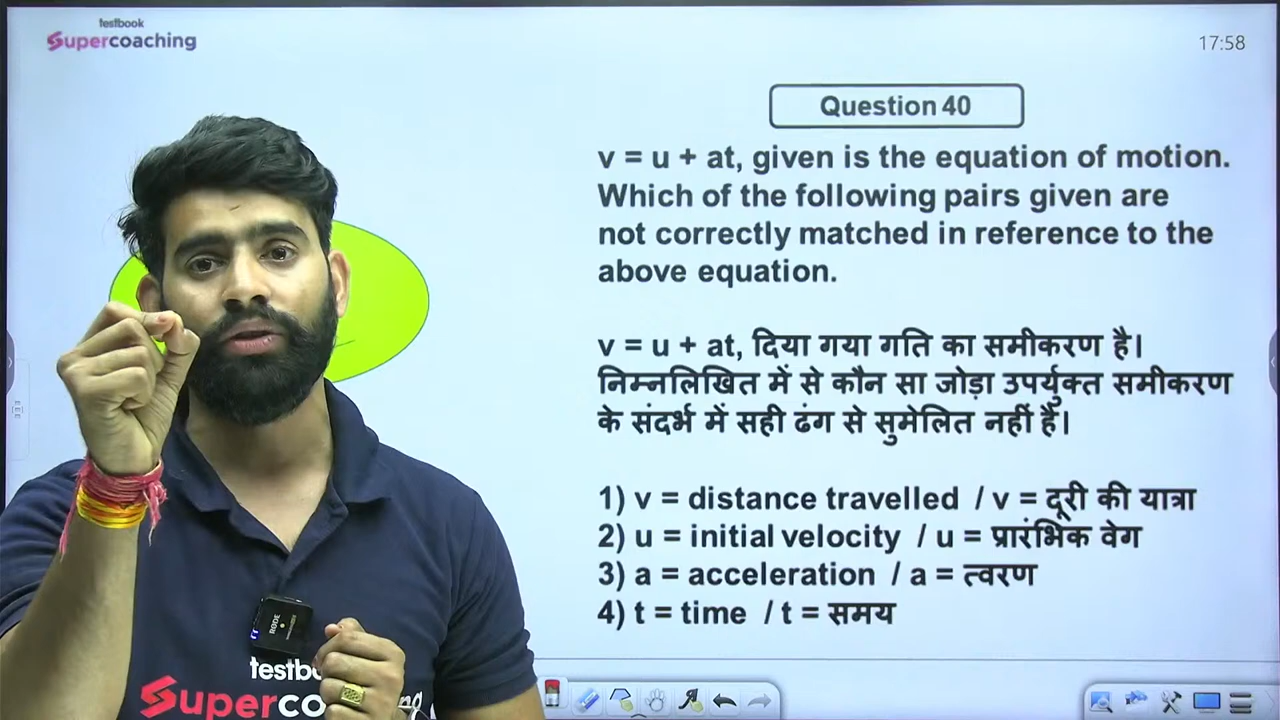 testbook
Supercoaching
17:58
Question 40
v = u + at, given is the equation of motion.
Which of the following pairs given are
not correctly matched in reference to the
above equation.
v = u + at, दिया गया गति का समीकरण है।
निम्नलिखित में से कौन सा जोड़ा उपर्युक्त समीकरण
के संदर्भ में सही ढंग से सुमेलित नहीं है।
1) v = distance travelled / v = दूरी की यात्रा
2) u = initial velocity / u = प्रारंभिक वेग
3) a = acceleration / a = त्वरण
4) t = time / t = समय
RODE